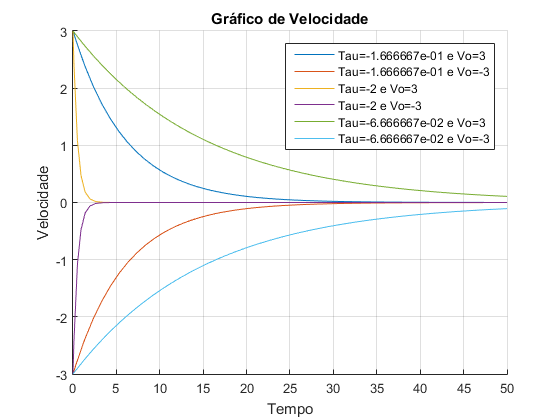 Gráfico de Velocidade
3
2
1
0
-1
-2
-3
Velocidade
Tau=-1.666667e-01 e Vo=3
Tau=-1.666667e-01 e Vo=-3
Tau=-2 e Vo=3
Tau=-2 e Vo=-3
Tau=-6.666667e-02 e Vo=3
Tau=-6.666667e-02 e Vo=-3
0 5 10 15 20 25 30 35 40 45 50
Tempo